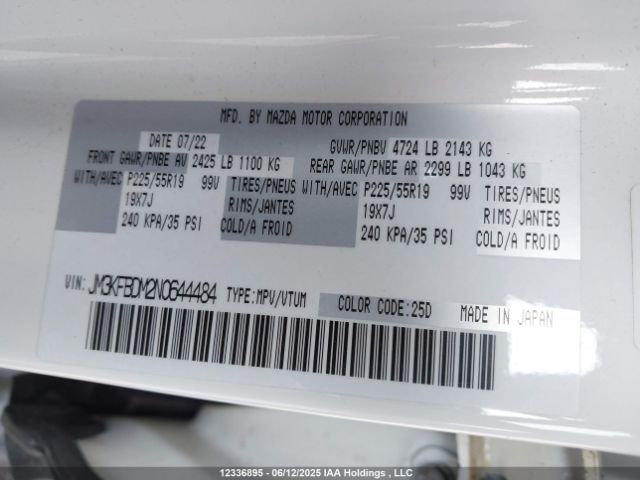 MFD. BY MAZDA MOTOR CORPORATION
DATE 07/22 GVWR/PNBV 4724 LB 2143 KG
FRONT GAWR/PNBE AV 2425 LB 1100 KG REAR GAWR/PNBE AR 2299 LB 1043 KG
WITH/AVEC P225/55R19 99V TIRES/PNEUS WITH/AVEC P225/55R19 99V TIRES/PNEUS
19X7J RIMS/JANTES 19X7J RIMS/JANTES
240 KPA/35 PSI COLD/A FROID 240 KPA/35 PSI COLD/A FROID
VIN: JM3KFBDM2N0644484 TYPE:MPV/VTUM COLOR CODE:25D MADE IN JAPAN
12336895 - 06/12/2025 IAA Holdings , LLC